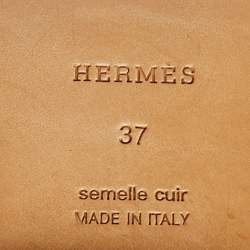 HERMÈS
37
semelle cuir
MADE IN ITALY